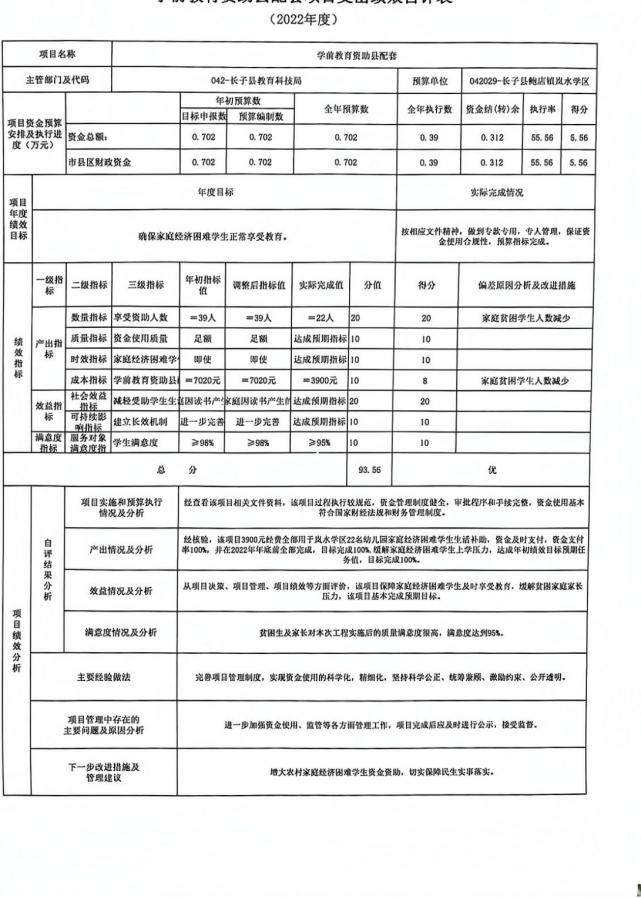 （2022年度）
项目名称 学前教育资助县配套
主管部门及代码 042-长子县教育科技局 预算单位 042029-长子县鲍店镇岚水学区
项目资金预算安排及执行进度（万元） 年初预算数 全年预算数 全年执行数 资金结(转)余 执行率 得分
目标申报数 预算编制数
资金总额： 0.702 0.702 0.702 0.39 0.312 55.56 5.56
市县区财政资金 0.702 0.702 0.702 0.39 0.312 55.56 5.56
项目年度绩效目标 年度目标 实际完成情况
确保家庭经济困难学生正常享受教育。 按相应文件精神，做到专款专用，专人管理，保证资
金使用合规性，预算指标完成。
绩效指标 一级指标 二级指标 三级指标 年初指标值 调整后指标值 实际完成值 分值 得分 偏差原因分析及改进措施
产出指标 数量指标 享受资助人数 =39人 =39人 =22人 20 20 家庭贫困学生人数减少
质量指标 资金使用质量 足额 足额 达成预期指标 10 10
时效指标 家庭经济困难学 即使 即使 达成预期指标 10 10
成本指标 学前教育资助县 =7020元 =7020元 =3900元 10 8 家庭贫困学生人数减少
效益指标 社会效益指标 减轻受助学生 因读书产 家庭因读书产生 达成预期指标 20 20
可持续影响指标 建立长效机制 进一步完善 进一步完善 达成预期指标 10 10
满意度指标 服务对象满意度指 学生满意度 ≥98% ≥98% ≥95% 10 10
总 分 93.56 优
项目绩效分析 自评结果分析 项目实施和预算执行
情况及分析 经查看该项目相关文件资料，该项目过程执行较规范，资金管理制度健全，审批程序和手续完整，资金使用基本
符合国家财经法规和财务管理制度。
产出情况及分析 经核验，该项目3900元经费全部用于岚水学区22名幼儿园家庭经济困难学生生活补助，资金及时支付，资金支付
率100%，并在2022年年底前全部完成，目标完成100%,缓解家庭经济困难学生上学压力，达成年初绩效目标预期任
务值，目标完成100%。
效益情况及分析 从项目决策、项目管理、项目绩效等方面评价，该项目保障家庭经济困难学生及时享受教育，缓解贫困家庭家长
压力，该项目基本完成预期目标。
满意度情况及分析 贫困生及家长对本次工程实施后的质量满意度很高，满意度达到95%。
主要经验做法 完善项目管理制度，实现资金使用的科学化，精细化，坚持科学公正、统筹兼顾、激励约束、公开透明。
项目管理中存在的
主要问题及原因分析 进一步加强资金使用、监管等各方面管理工作，项目完成后应及时进行公示，接受监督。
下一步改进措施及
管理建议 增大农村家庭经济困难学生资金资助，切实保障民生实事落实。